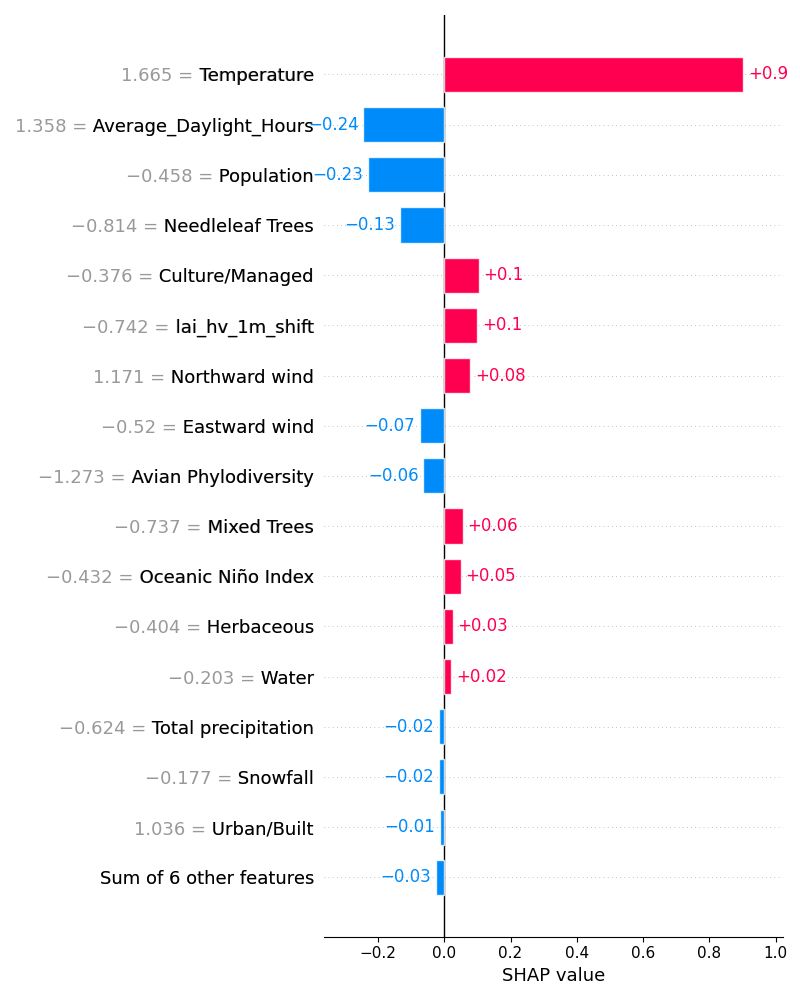 1.665 = Temperature +0.9
1.358 = Average_Daylight_Hours −0.24
−0.458 = Population −0.23
−0.814 = Needleleaf Trees −0.13
−0.376 = Culture/Managed +0.1
−0.742 = lai_hv_1m_shift +0.1
1.171 = Northward wind +0.08
−0.52 = Eastward wind −0.07
−1.273 = Avian Phylodiversity −0.06
−0.737 = Mixed Trees +0.06
−0.432 = Oceanic Niño Index +0.05
−0.404 = Herbaceous +0.03
−0.203 = Water +0.02
−0.624 = Total precipitation −0.02
−0.177 = Snowfall −0.02
1.036 = Urban/Built −0.01
Sum of 6 other features −0.03
−0.2 0.0 0.2 0.4 0.6 0.8 1.0
SHAP value